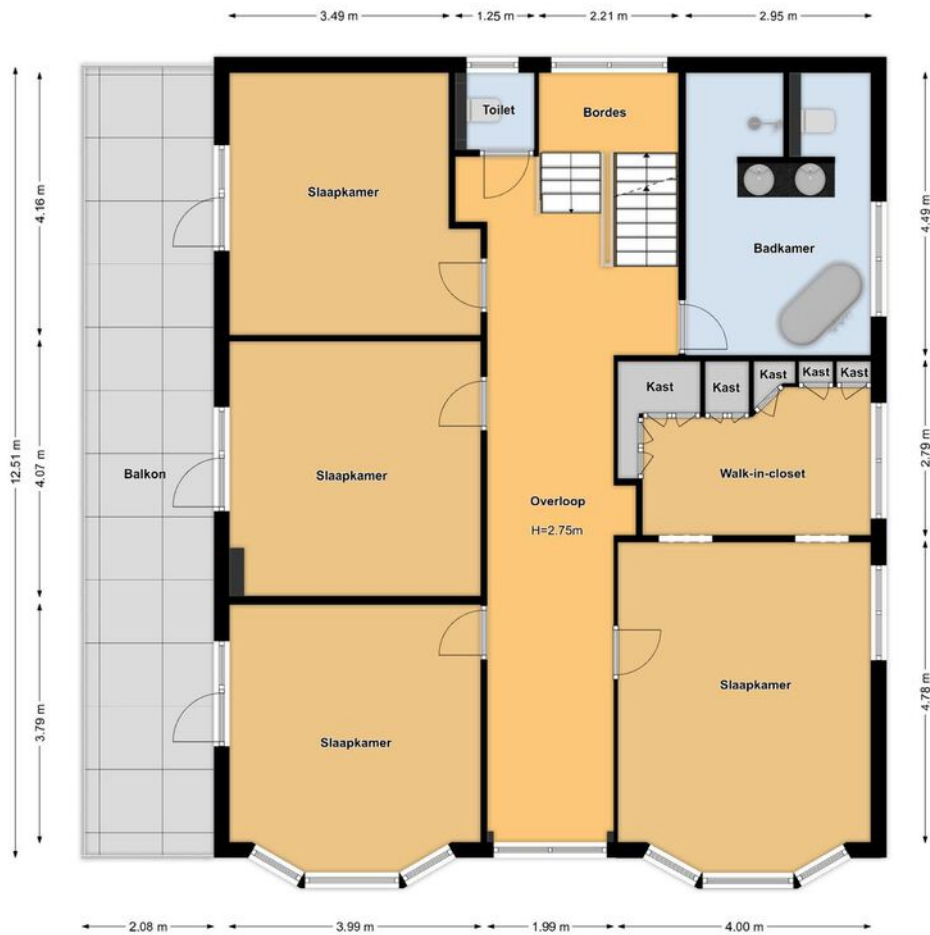 3.49 m
1.25 m
2.21 m
2.95 m
Toilet
Bordes
Slaapkamer
4.16 m
4.49 m
Badkamer
Kast
Kast
Kast
Kast
Kast
12.51 m
4.07 m
2.79 m
Balkon
Slaapkamer
Walk-in-closet
Overloop
H=2.75m
Slaapkamer
4.78 m
3.79 m
Slaapkamer
2.08 m
3.99 m
1.99 m
4.00 m